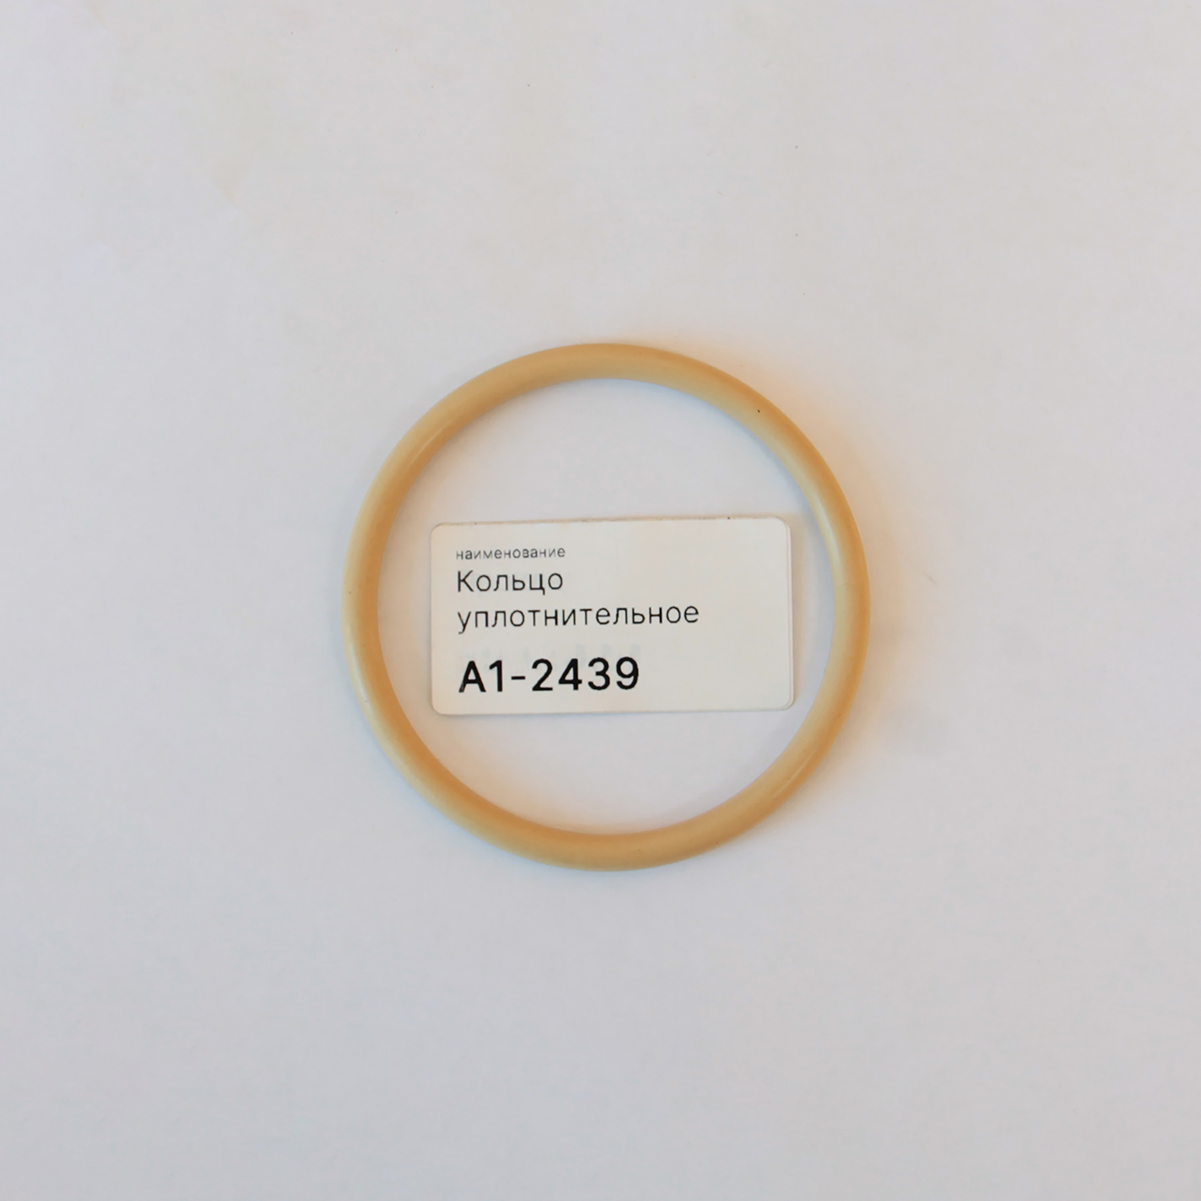 наименование
Кольцо
уплотнительное
А1-2439